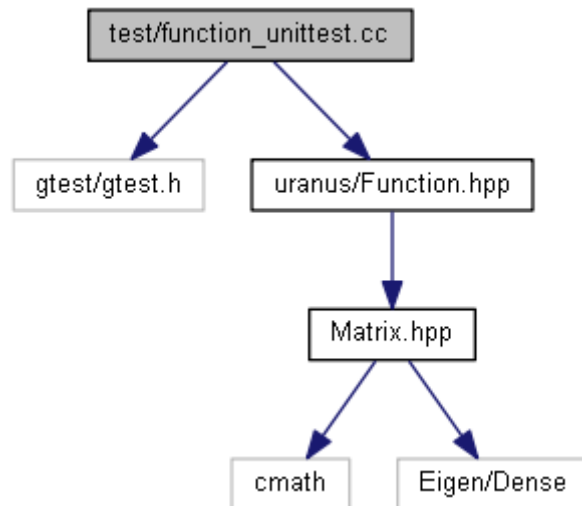 test/function_unittest.cc
gtest/gtest.h
uranus/Function.hpp
Matrix.hpp
cmath
Eigen/Dense